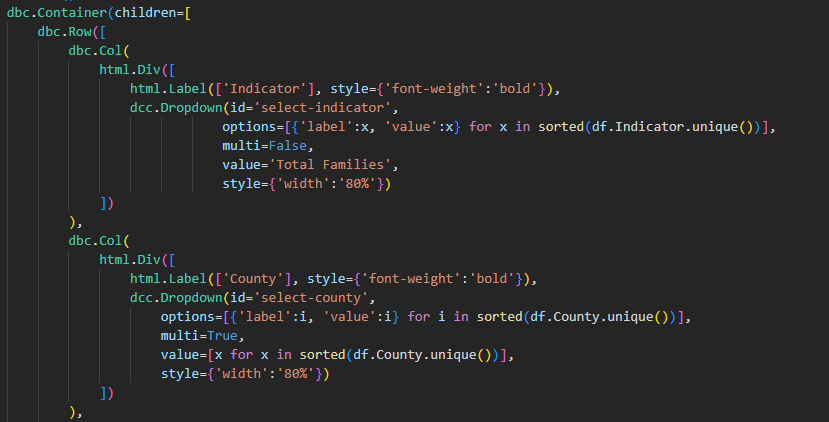 dbc.Container(children=[
    dbc.Row([
        dbc.Col(
            html.Div([
                html.Label(['Indicator'], style={'font-weight':'bold'}),
                dcc.Dropdown(id='select-indicator',
                            options=[{'label':x, 'value':x} for x in sorted(df.Indicator.unique())],
                            multi=False,
                            value='Total Families',
                            style={'width':'80%'})
            ])
        ),
        dbc.Col(
            html.Div([
                html.Label(['County'], style={'font-weight':'bold'}),
                dcc.Dropdown(id='select-county',
                    options=[{'label':i, 'value':i} for i in sorted(df.County.unique())],
                    multi=True,
                    value=[x for x in sorted(df.County.unique())],
                    style={'width':'80%'})
            ])
        ),